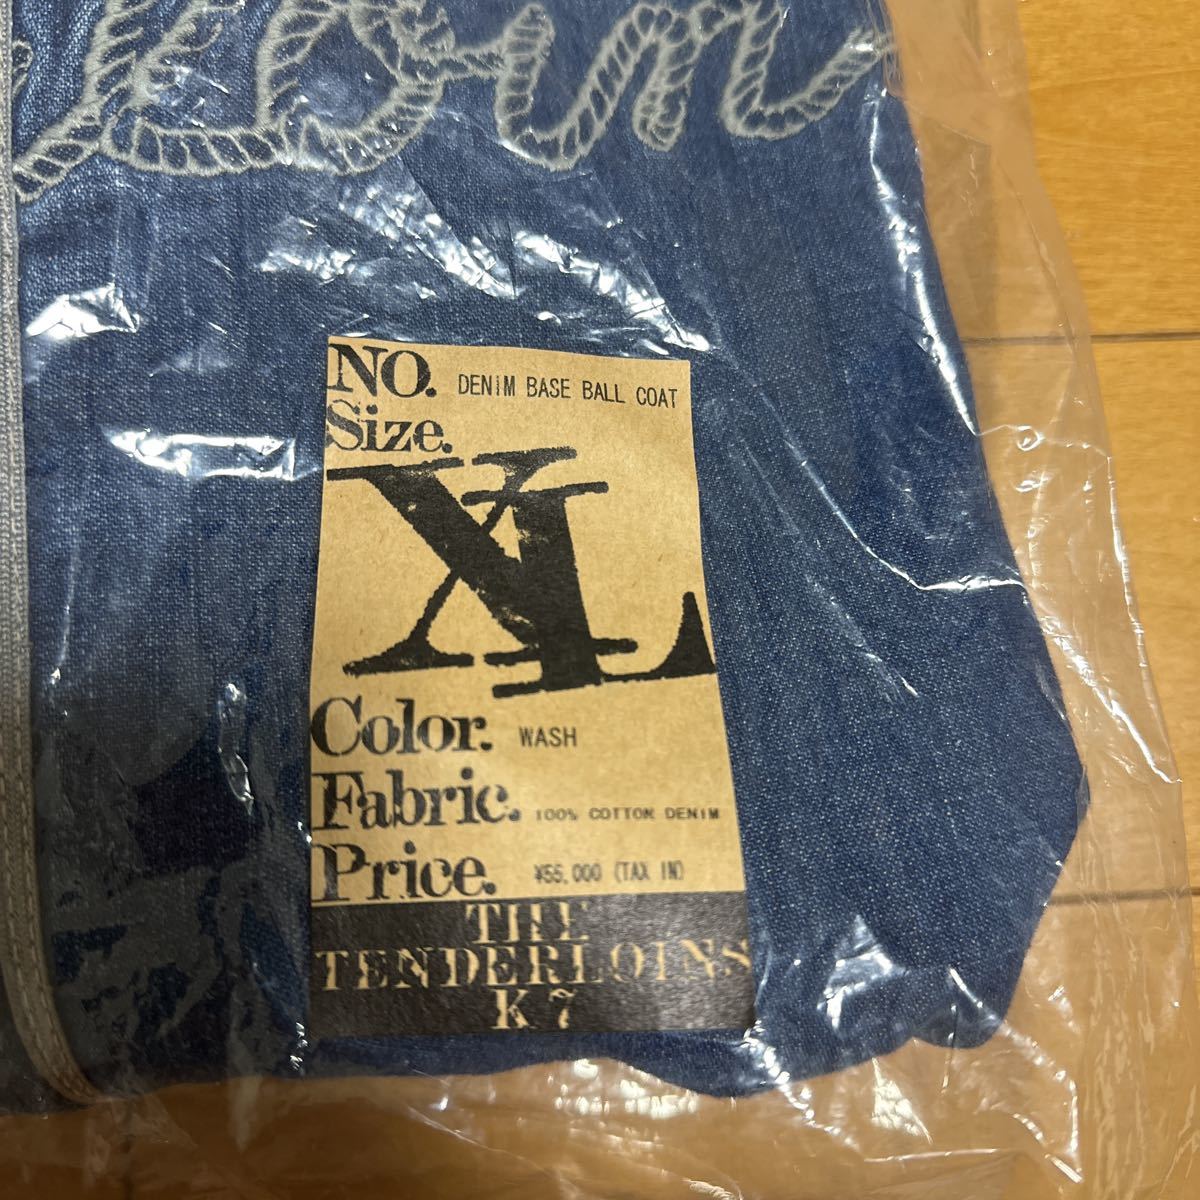 NO. DENIM BASE BALL COAT
Size.
XL
Color. WASH
Fabric. 100% COTTON DENIM
Price. ¥55,000 (TAX IN)
THE
TENDERLOINS
K 7